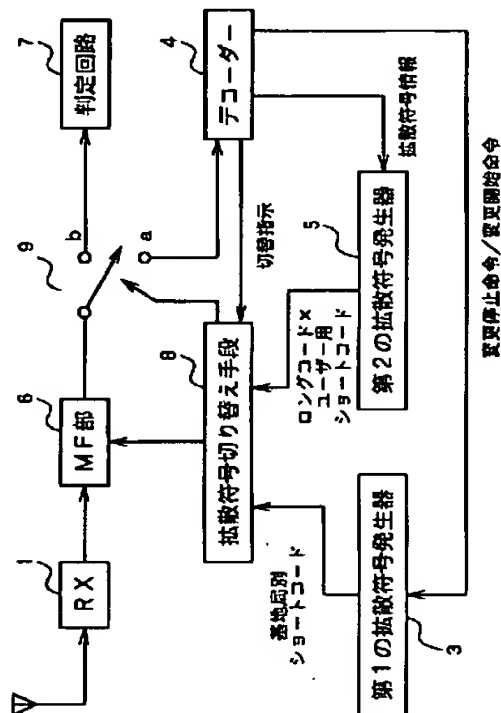 1
RX
6
MF部
9
b
a
7
判定回路
4
デコーダー
切替指示
8
拡散符号切り替え手段
基地局別
ショートコード
ロングコード×
ユーザー用
ショートコード
拡散符号情報
5
第2の拡散符号発生器
第1の拡散符号発生器
3
変更停止命令/変更開始命令